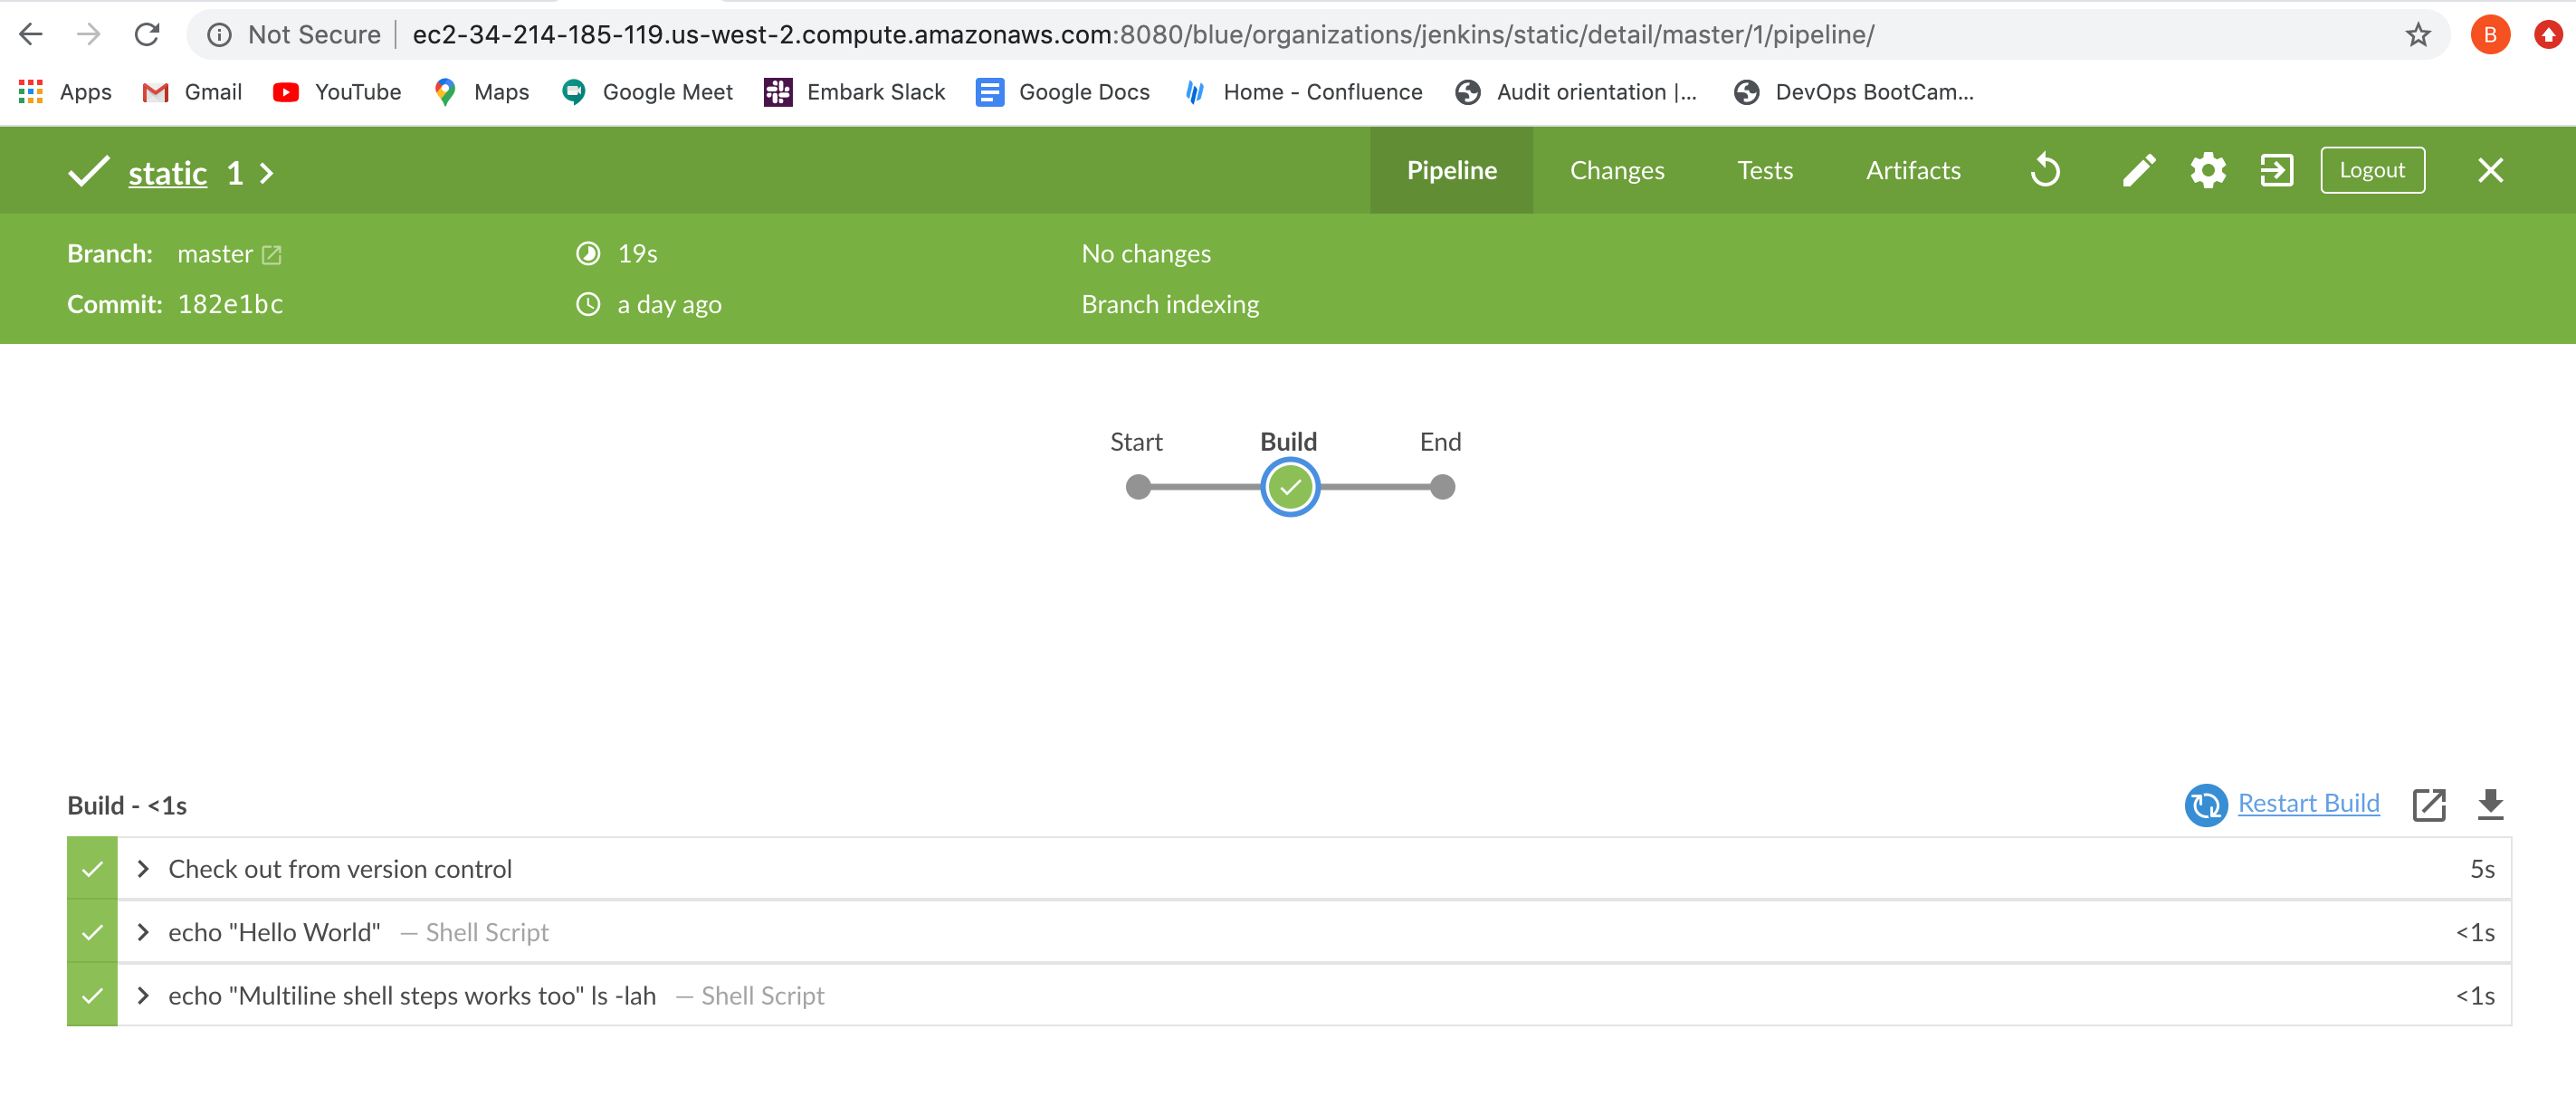 Not Secure ec2-34-214-185-119.us-west-2.compute.amazonaws.com:8080/blue/organizations/jenkins/static/detail/master/1/pipeline/ B
Apps Gmail YouTube Maps Google Meet Embark Slack Google Docs Home - Confluence Audit orientation |... DevOps BootCam...
static 1 Pipeline Changes Tests Artifacts Logout
Branch: master 19s No changes
Commit: 182e1bc a day ago Branch indexing
Start Build End
Build - <1s Restart Build
Check out from version control 5s
echo "Hello World" — Shell Script <1s
echo "Multiline shell steps works too" ls -lah — Shell Script <1s